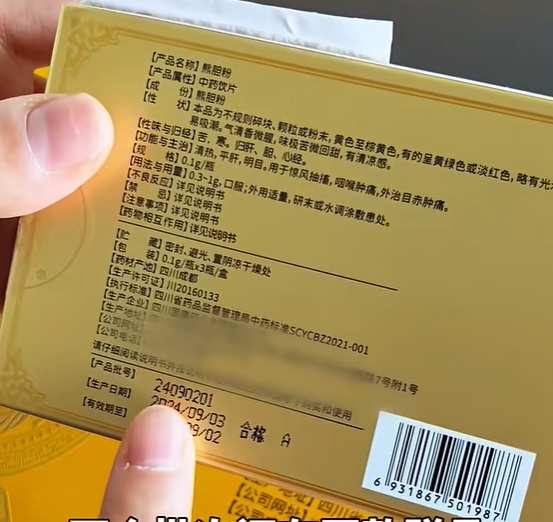 【产品名称】熊胆粉
【产品属性】中药饮片
【成 份】熊胆粉
【性 状】本品为不规则碎块、颗粒或粉末，黄色至棕黄色，有的呈黄绿色或淡红色，略有光
易吸潮。气清香微腥，味极苦微回甜，有清凉感。
【性味与归经】苦，寒。归肝、胆、心经。
【功能与主治】清热，平肝，明目。用于惊风抽搐，咽喉肿痛，外治目赤肿痛。
【规 格】0.1g/瓶
【用法与用量】0.3~1g，口服；外用适量，研末或水调涂敷患处。
【不良反应】详见说明书
【禁 忌】详见说明书
【注意事项】详见说明书
【药物相互作用】详见说明书
【贮 藏】密封、避光、置阴凉干燥处
【包 装】0.1g/瓶x3瓶/盒
【药材产地】四川成都
【生产许可证】川20160133
【执行标准】四川省药品监督管理局中药标准SCYCBZ2021-001
【生产企业】四川
【生产地址】路7号附1号
【公司网址】
【公司电话】
请仔细阅读说明书并按 购买和使用
【产品批号】24090201
【生产日期】2024/09/03
【有效期至】09/02
合格 A
6 931867 501987